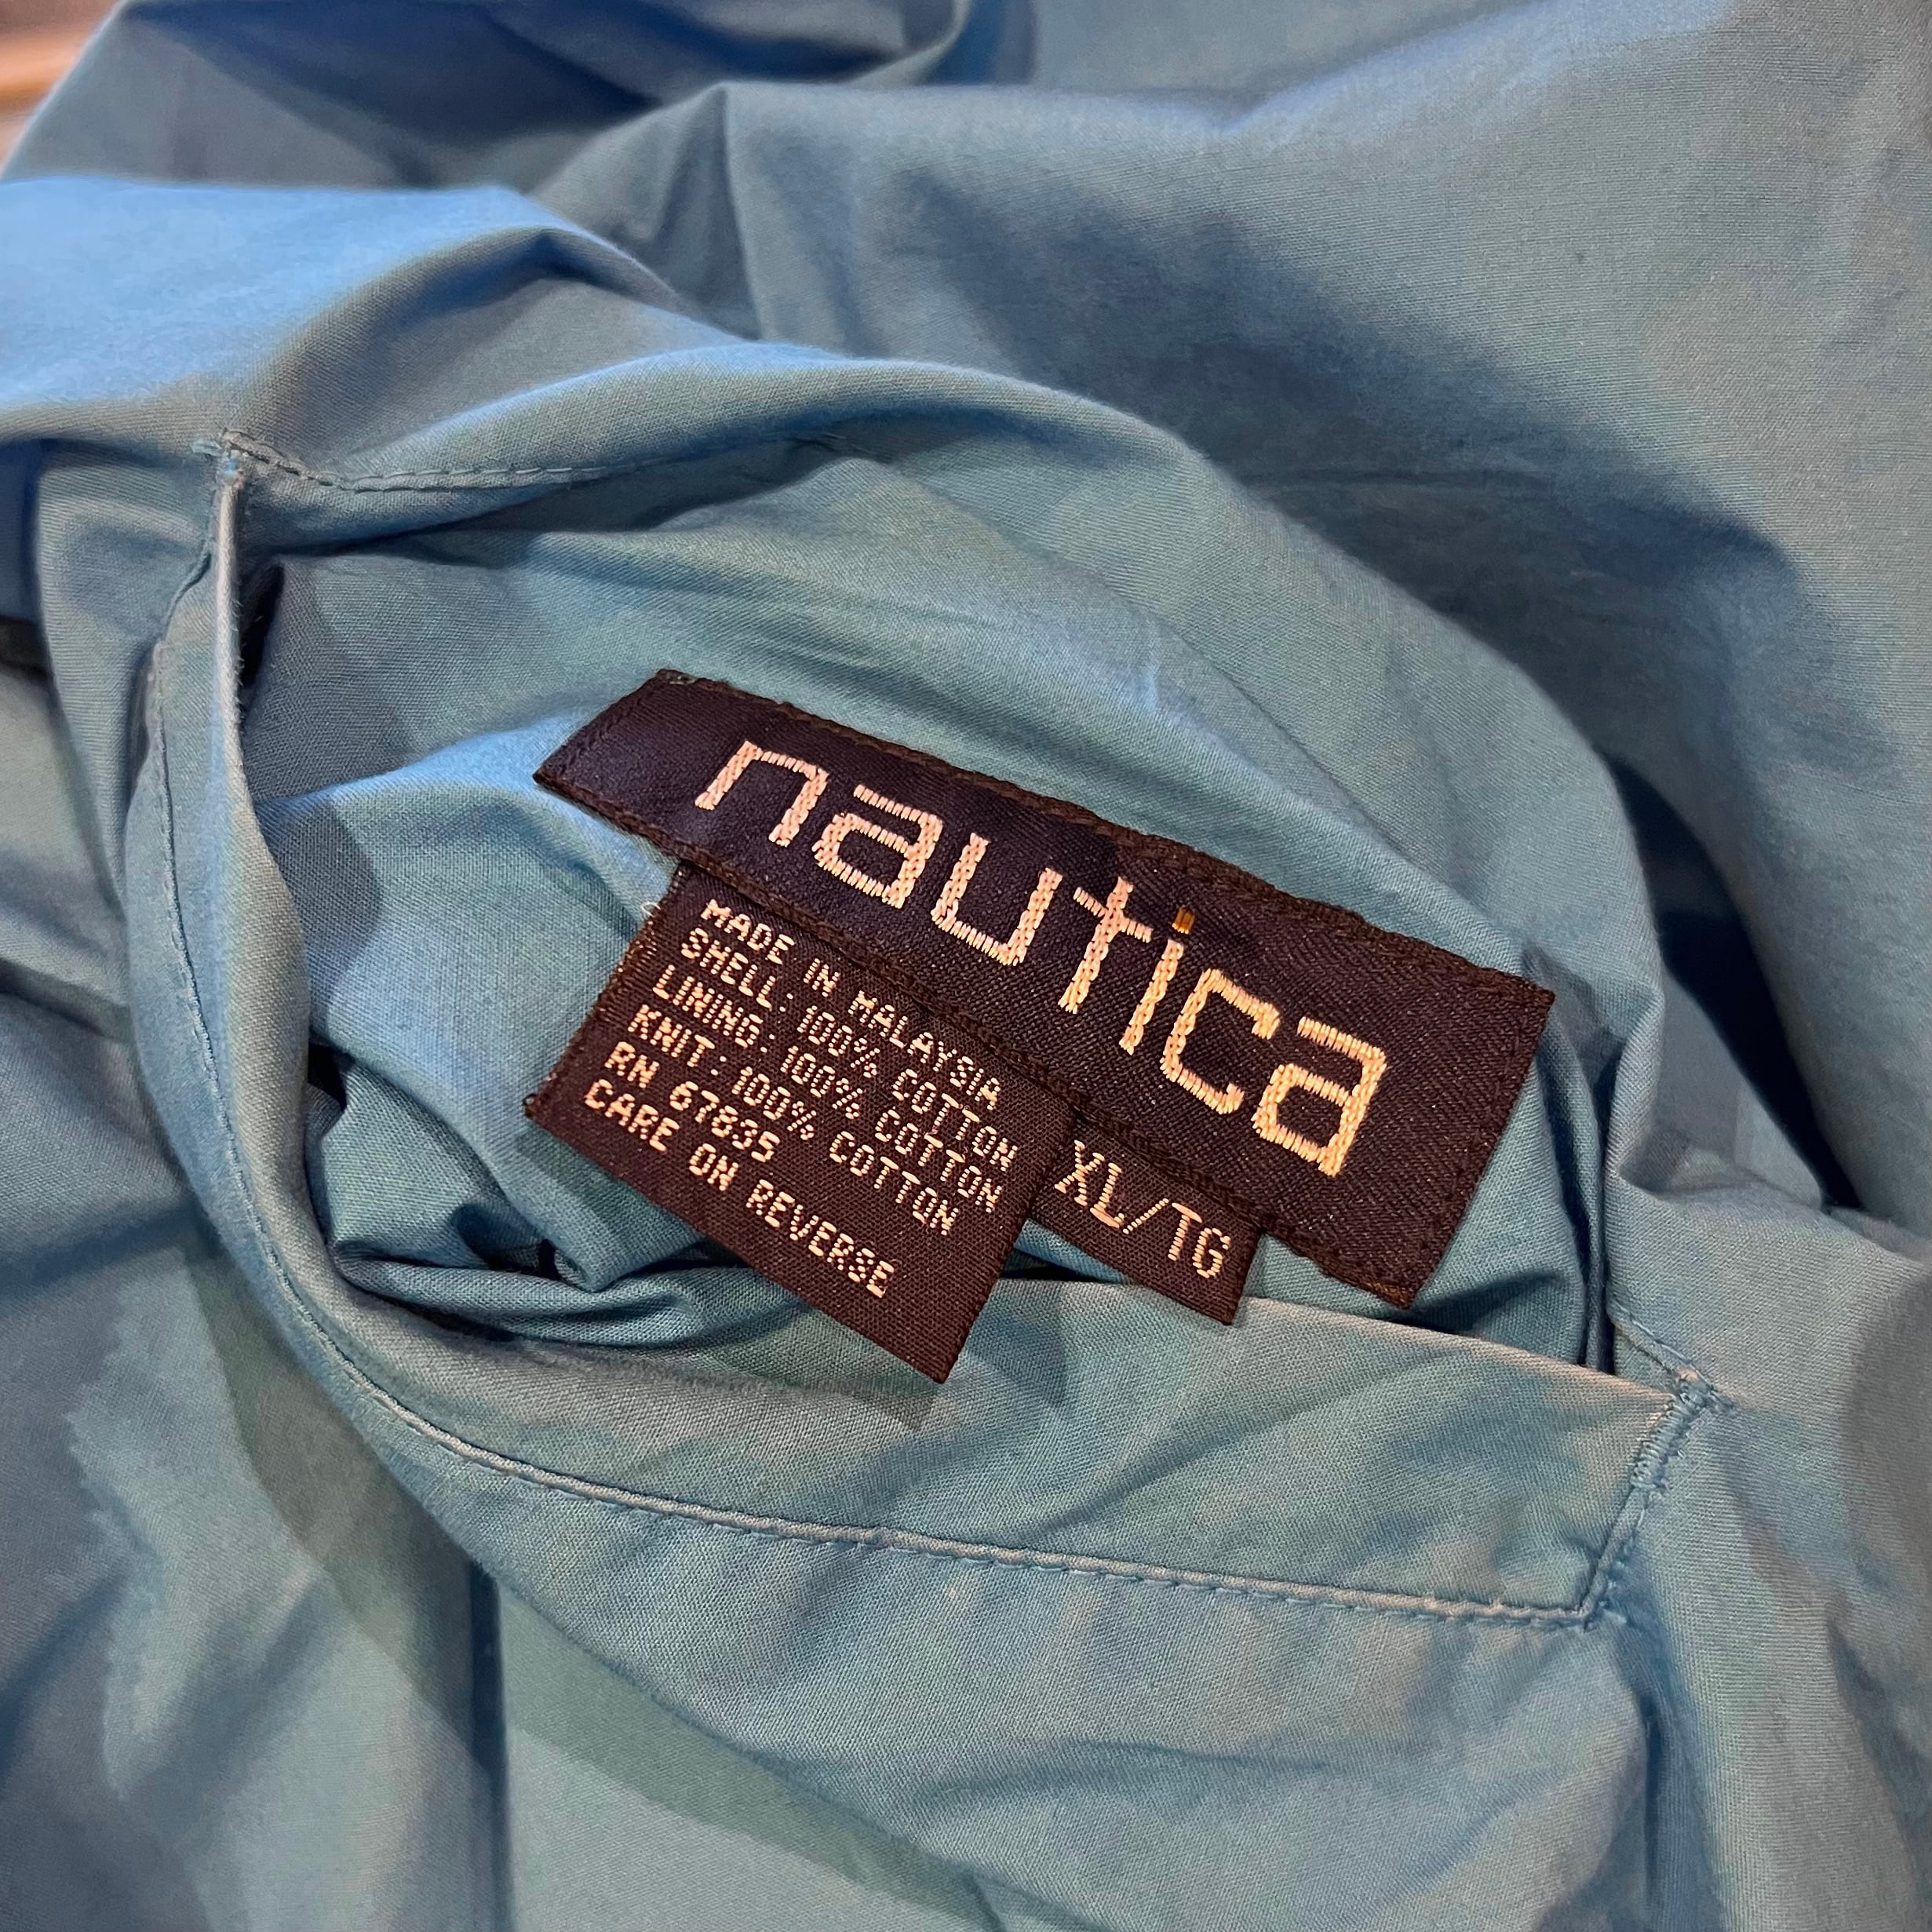 nautica
MADE IN MALAYSIA
SHELL: 100% COTTON
LINING: 100% COTTON
KNIT: 100% COTTON
RN 67835
CARE ON REVERSE
XL/TG